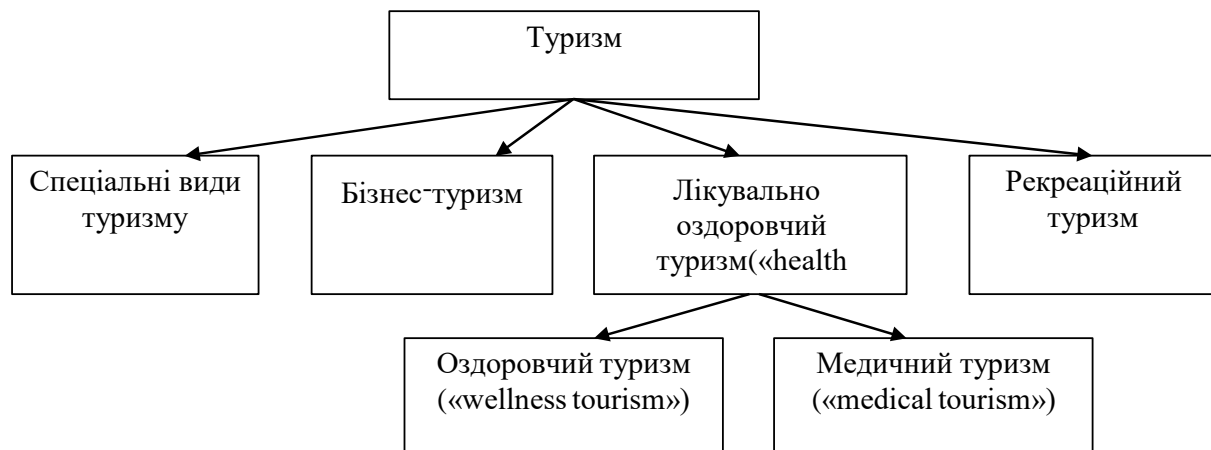 Туризм
Спеціальні види
туризму
Бізнес-туризм
Лікувально
оздоровчий
туризм(«health
Рекреаційний
туризм
Оздоровчий туризм
(«wellness tourism»)
Медичний туризм
(«medical tourism»)